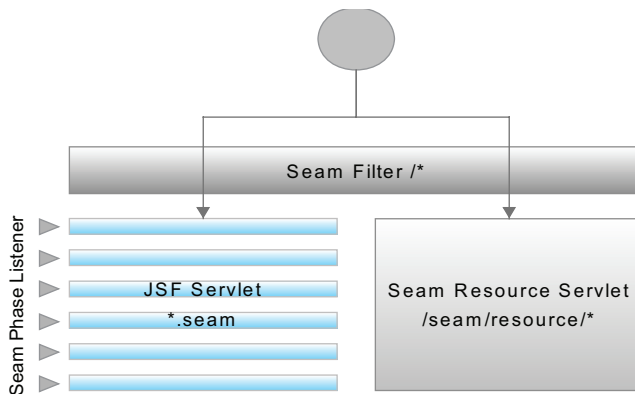 Seam Filter /*
Seam Phase Listener
JSF Servlet
*.seam
Seam Resource Servlet
/seam/resource/*